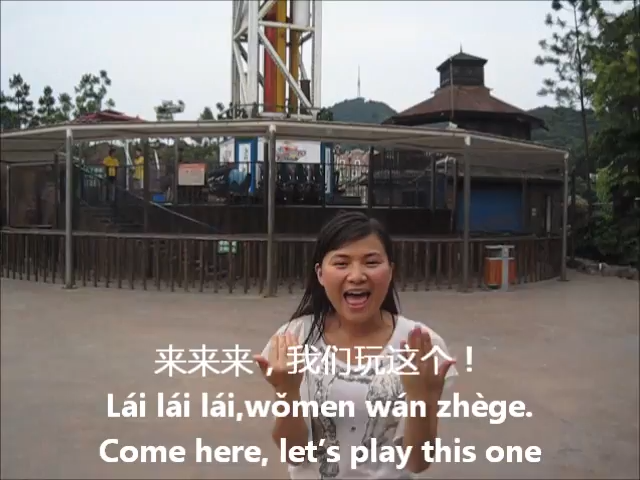 来来来，我们玩这个！
Lái lái lái,wǒmen wán zhège.
Come here, let's play this one